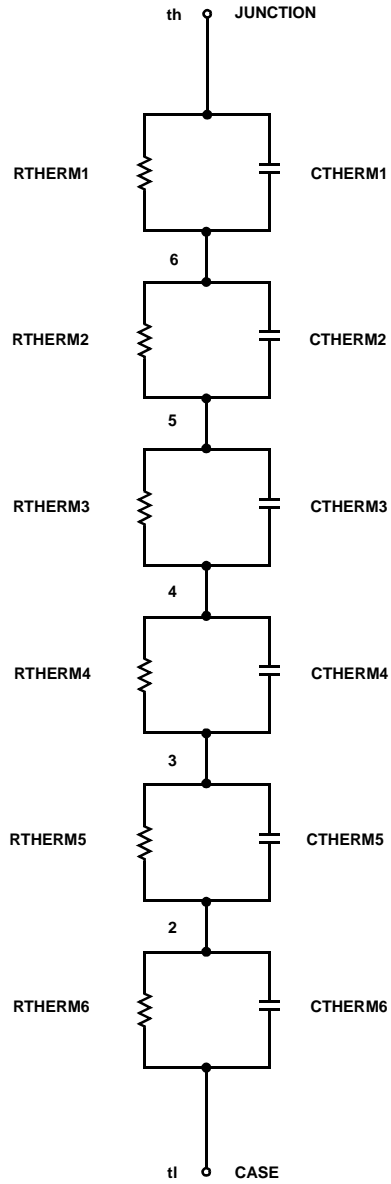 th JUNCTION
RTHERM1 CTHERM1
6
RTHERM2 CTHERM2
5
RTHERM3 CTHERM3
4
RTHERM4 CTHERM4
3
RTHERM5 CTHERM5
2
RTHERM6 CTHERM6
tl CASE